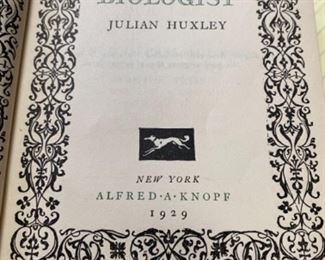 BIOLOGIST
JULIAN HUXLEY
NEW YORK
ALFRED·A·KNOPF
1929